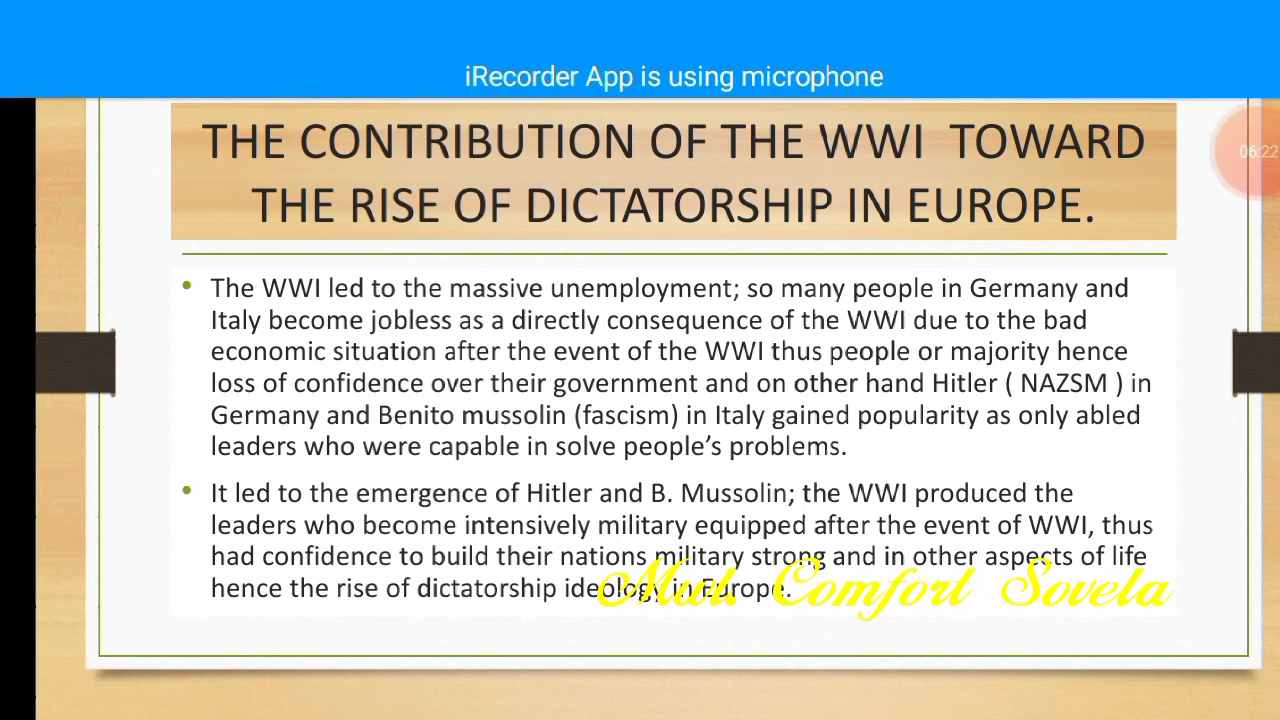 iRecorder App is using microphone
06:22
THE CONTRIBUTION OF THE WWI TOWARD
THE RISE OF DICTATORSHIP IN EUROPE.
• The WWI led to the massive unemployment; so many people in Germany and
Italy become jobless as a directly consequence of the WWI due to the bad
economic situation after the event of the WWI thus people or majority hence
loss of confidence over their government and on other hand Hitler ( NAZSM ) in
Germany and Benito mussolin (fascism) in Italy gained popularity as only abled
leaders who were capable in solve people’s problems.
• It led to the emergence of Hitler and B. Mussolin; the WWI produced the
leaders who become intensively military equipped after the event of WWI, thus
had confidence to build their nations military strong and in other aspects of life
hence the rise of dictatorship ideology in Europe.
Comfort Sovela